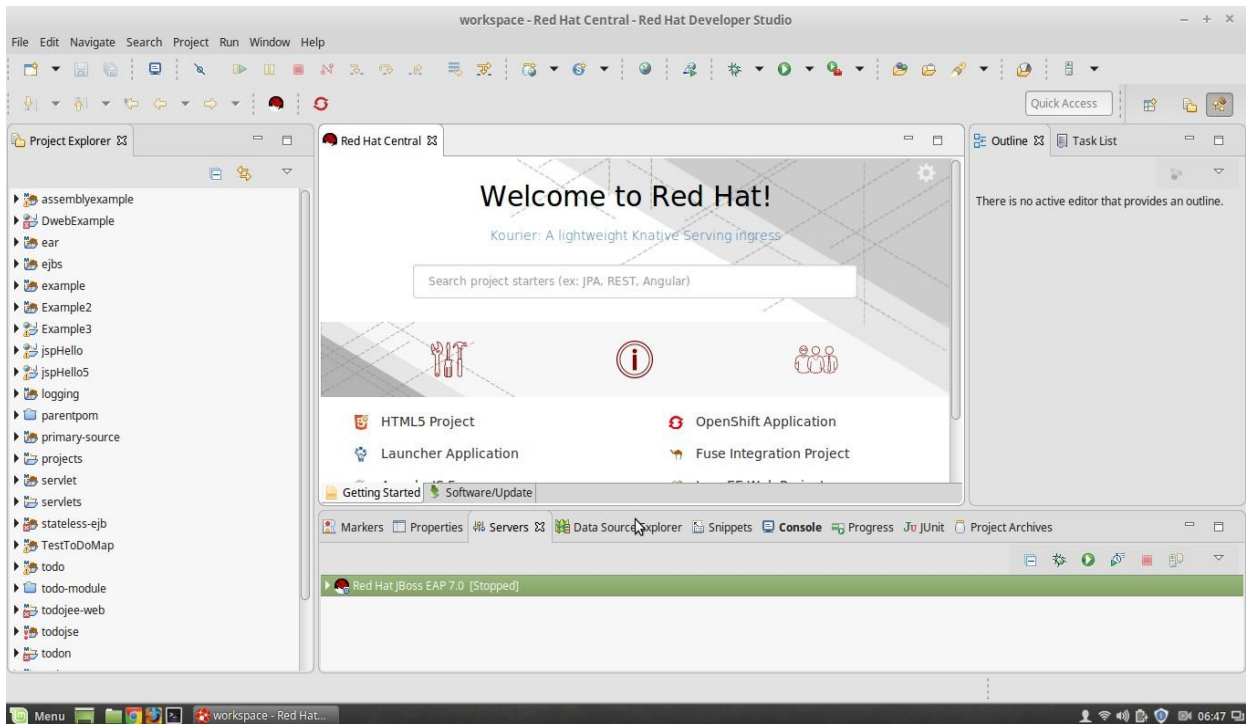 workspace - Red Hat Central - Red Hat Developer Studio
File Edit Navigate Search Project Run Window Help
Quick Access
Project Explorer
assemblyexample
DwebExample
ear
ejbs
example
Example2
Example3
jspHello
jspHello5
logging
parentpom
primary-source
projects
servlet
servlets
stateless-ejb
TestToDoMap
todo
todo-module
todojee-web
todojse
todon
Red Hat Central
Welcome to Red Hat!
Kourier: A lightweight Knative Serving ingress
Search project starters (ex: JPA, REST, Angular)
HTML5 Project
OpenShift Application
Launcher Application
Fuse Integration Project
Getting Started Software/Update
Outline Task List
There is no active editor that provides an outline.
Markers Properties Servers Data Source Explorer Snippets Console Progress JUnit Project Archives
Red Hat JBoss EAP 7.0 [Stopped]
Menu workspace - Red Hat... 06:47